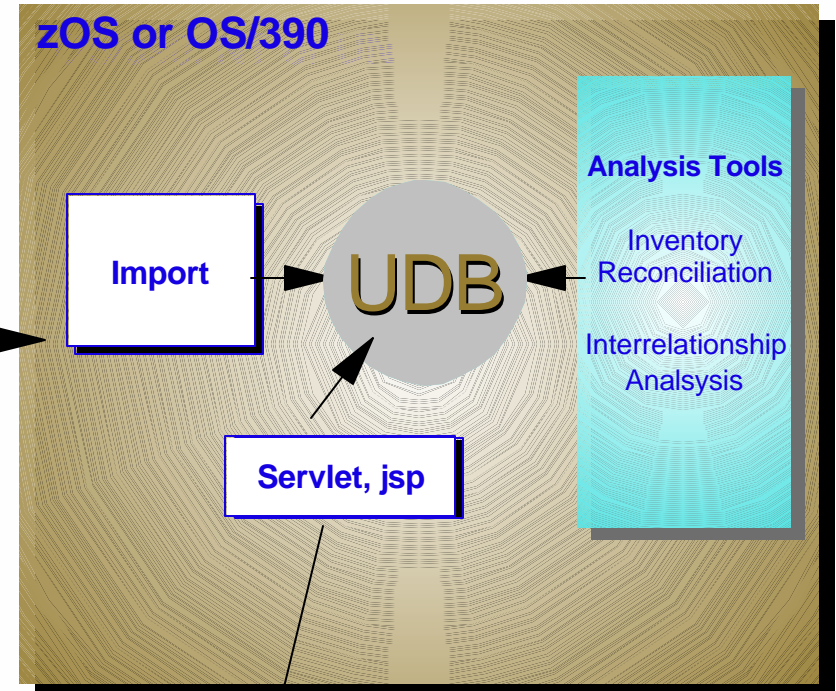 zOS or OS/390
Import
UDB
Servlet, jsp
Analysis Tools
Inventory
Reconciliation
Interrelationship
Analsysis